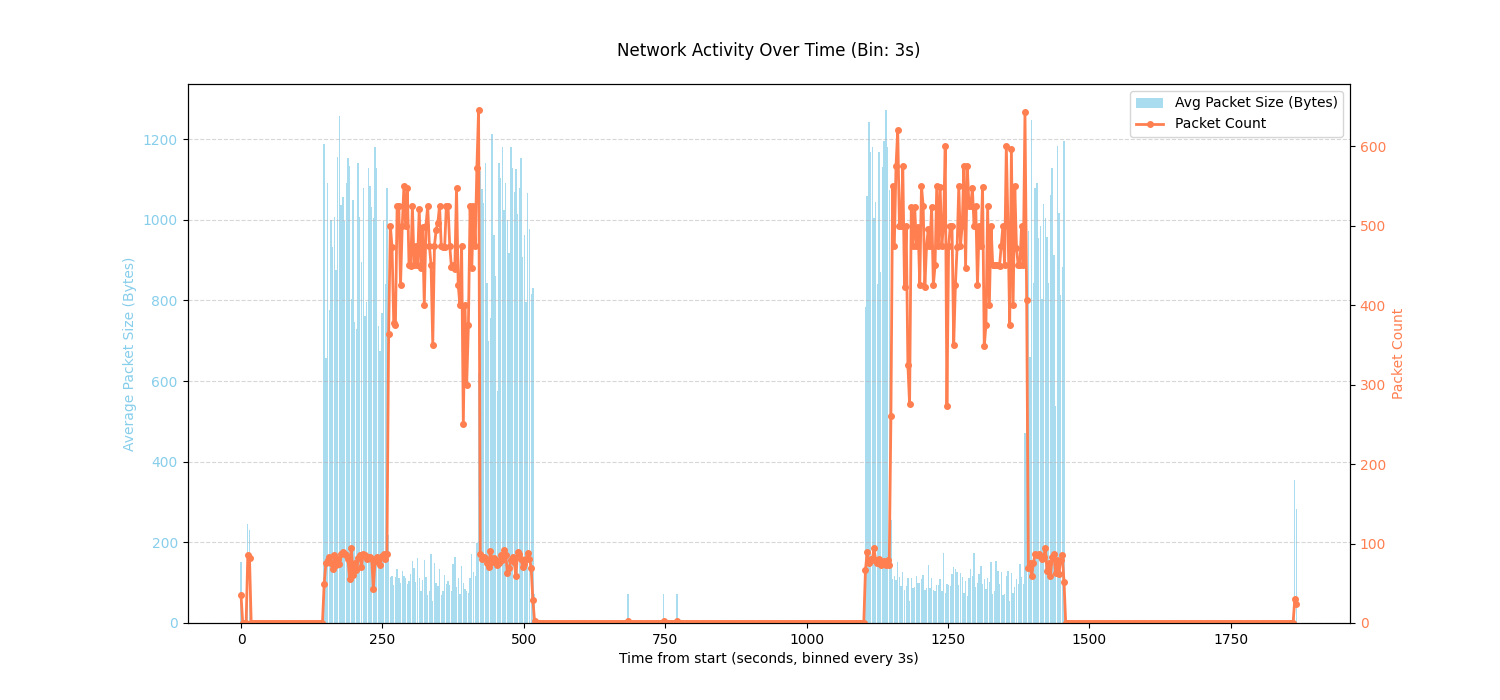 Network Activity Over Time (Bin: 3s)
Avg Packet Size (Bytes)
Packet Count
1200
1000
800
600
400
200
0
Average Packet Size (Bytes)
600
500
400
300
200
100
0
Packet Count
0 250 500 750 1000 1250 1500 1750
Time from start (seconds, binned every 3s)